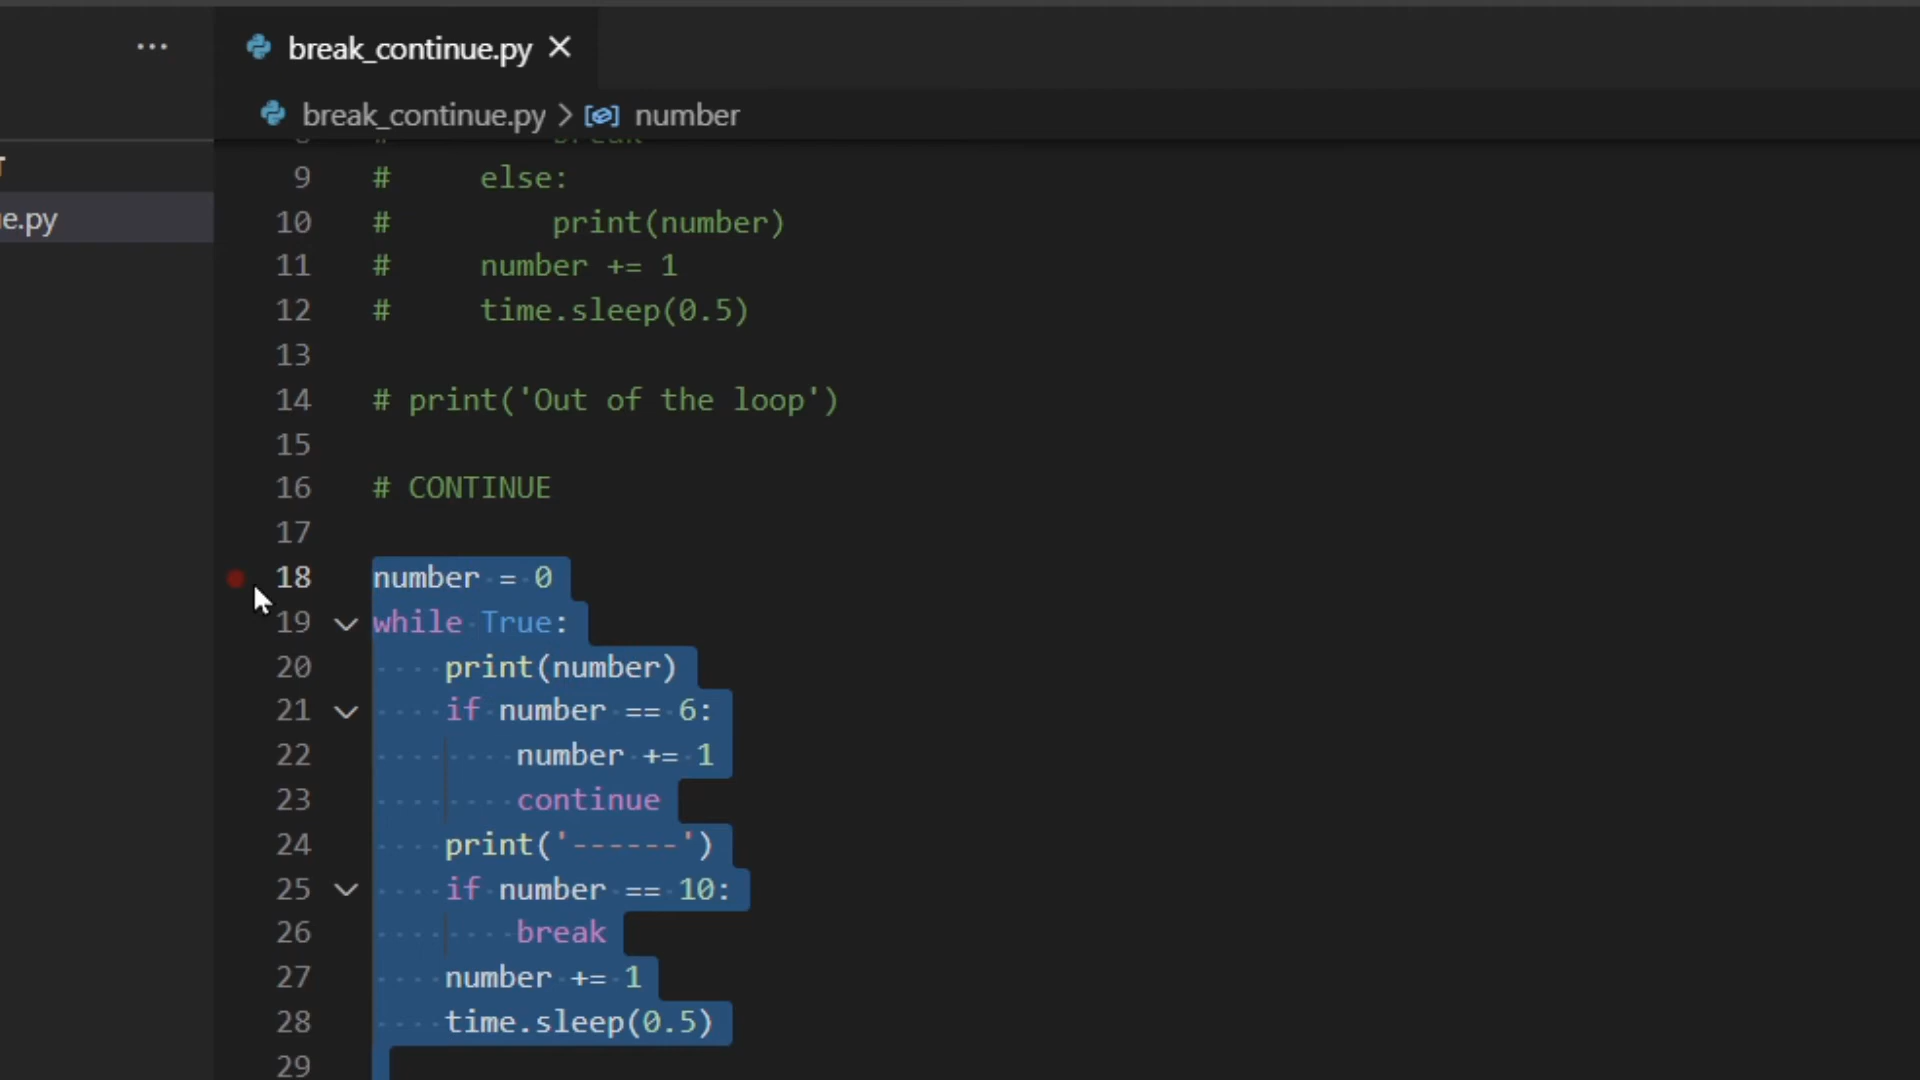 ... break_continue.py ×
break_continue.py > number
e.py
9 #     else:
10 #         print(number)
11 #     number += 1
12 #     time.sleep(0.5)
13
14 # print('Out of the loop')
15
16 # CONTINUE
17
18 number = 0
19 while True:
20     print(number)
21     if number == 6:
22         number += 1
23         continue
24     print('------')
25     if number == 10:
26         break
27     number += 1
28     time.sleep(0.5)
29